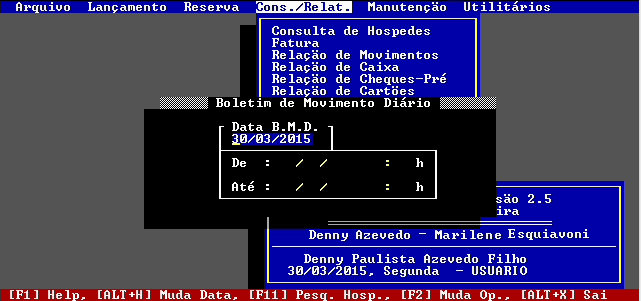 Arquivo Lançamento Reserva Cons./Relat. Manutenção Utilitários
Consulta de Hospedes
Fatura
Relação de Movimentos
Relação de Caixa
Relação de Cheques-Pré
Relação de Cartões
Boletim de Movimento Diário
Data B.M.D.
30/03/2015
De : / / : h
Até : / / : h
são 2.5
ira
Denny Azevedo - Marilene Esquiavoni
Denny Paulista Azevedo Filho
30/03/2015, Segunda - USUARIO
[F1] Help, [ALT+H] Muda Data, [F11] Pesq. Hosp., [F2] Muda Op., [ALT+X] Sai